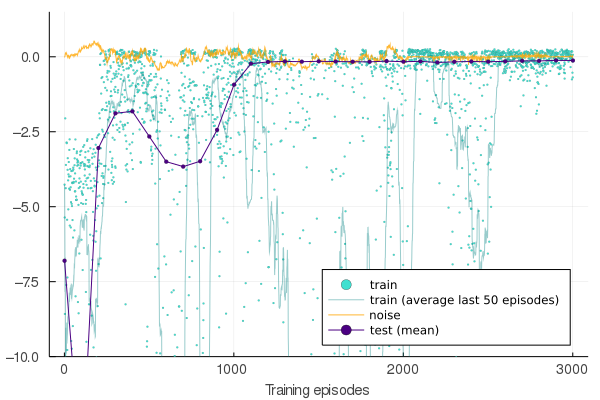 0.0
−2.5
−5.0
−7.5
−10.0
0
1000
2000
3000
Training episodes
train
train (average last 50 episodes)
noise
test (mean)